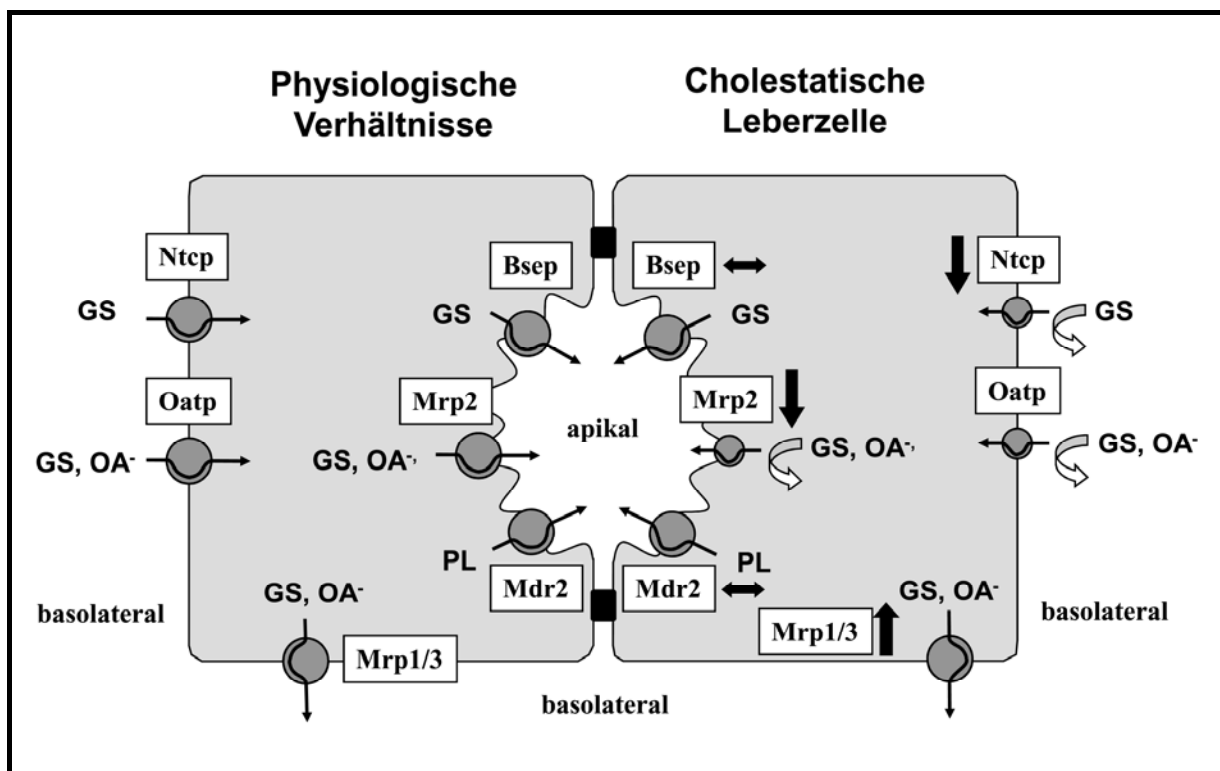 Physiologische
Verhältnisse
Cholestatische
Leberzelle
Ntcp
GS
Oatp
GS, OA-
Bsep
GS
Mrp2
GS, OA-,
PL
Mdr2
GS, OA-
Mrp1/3
basolateral
apikal
basolateral
Bsep
GS
Mrp2
GS, OA-,
PL
Mdr2
Mrp1/3
GS, OA-
Ntcp
GS
Oatp
GS, OA-
basolateral